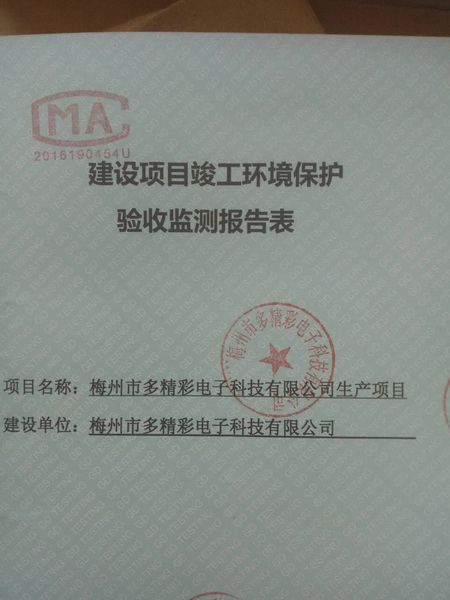 MA
2016190454U
建设项目竣工环境保护
验收监测报告表
梅州市多精彩电子科技有限公司
项目名称：梅州市多精彩电子科技有限公司生产项目
建设单位：梅州市多精彩电子科技有限公司